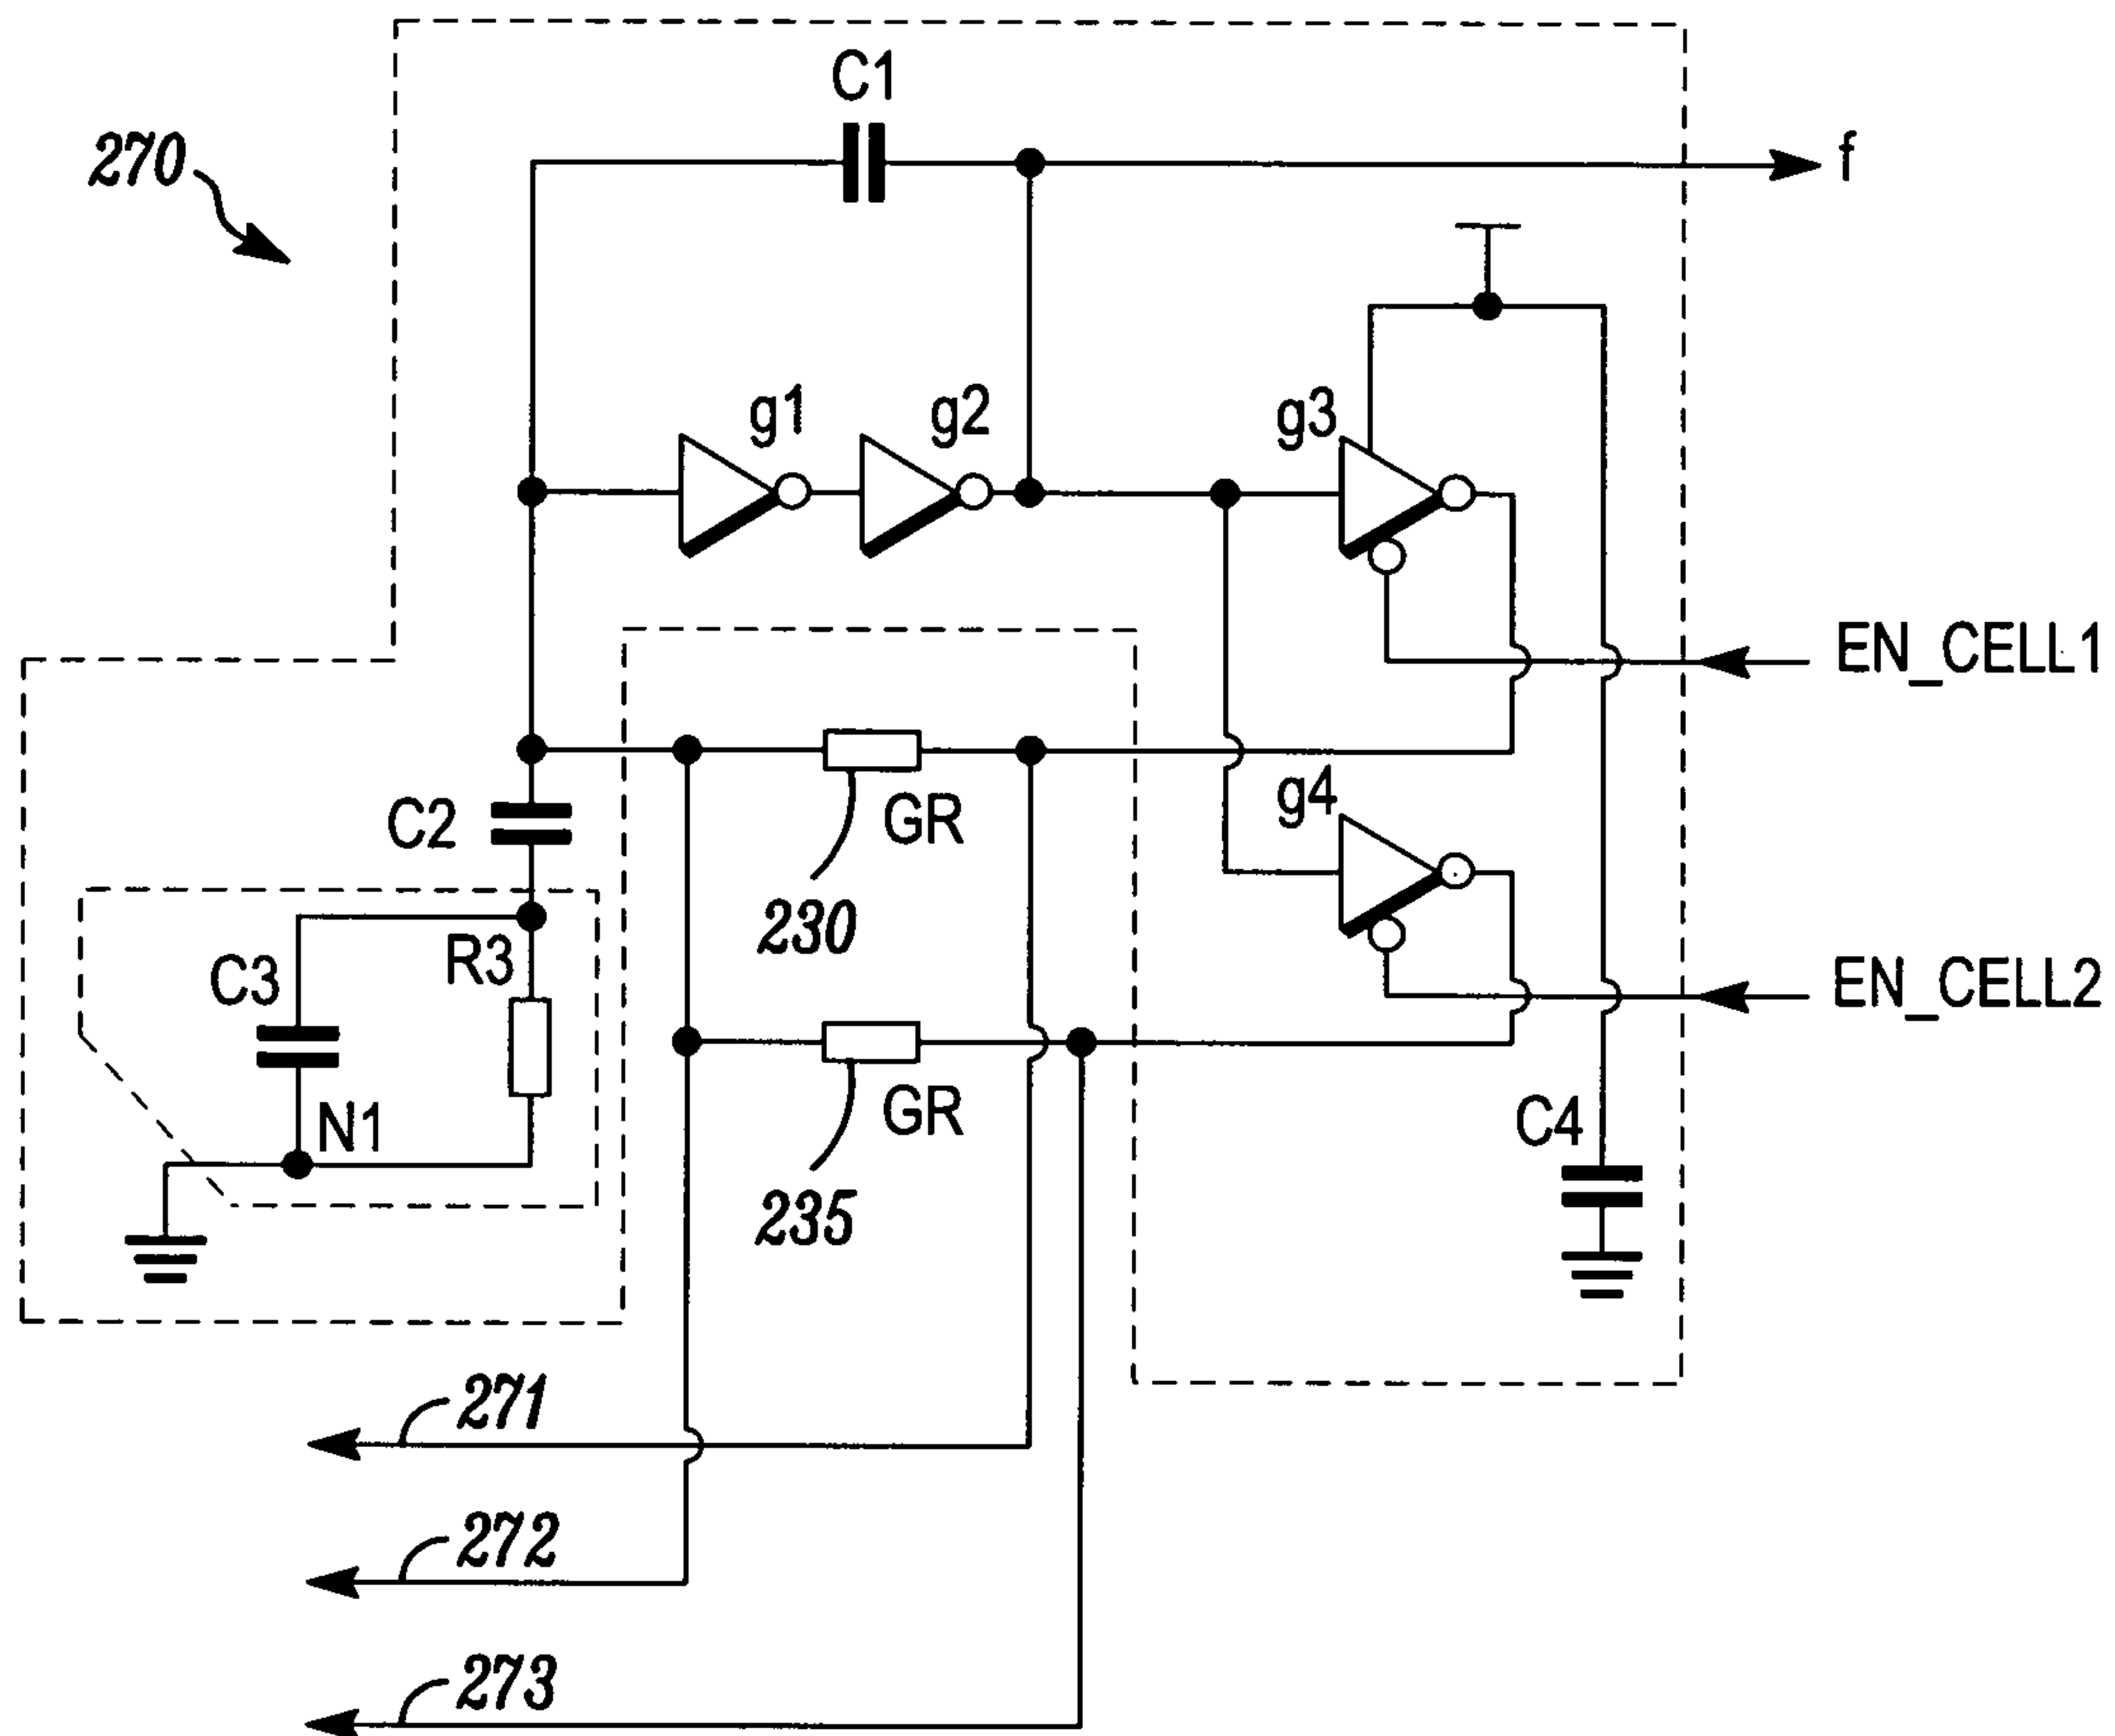 C1
270
f
g1
g2
g3
EN_CELL1
g4
C2
GR
230
R3
C3
EN_CELL2
GR
N1
C4
235
271
272
273